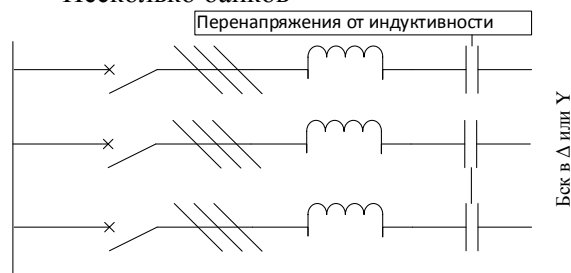 Несколько банков
Перенапряжения от индуктивности
Бск в Δ или Y